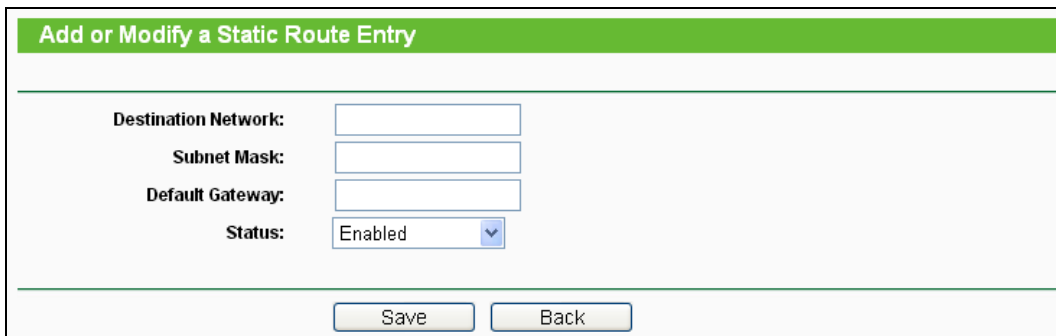 Add or Modify a Static Route Entry
Destination Network:
Subnet Mask:
Default Gateway:
Status: Enabled
Save Back